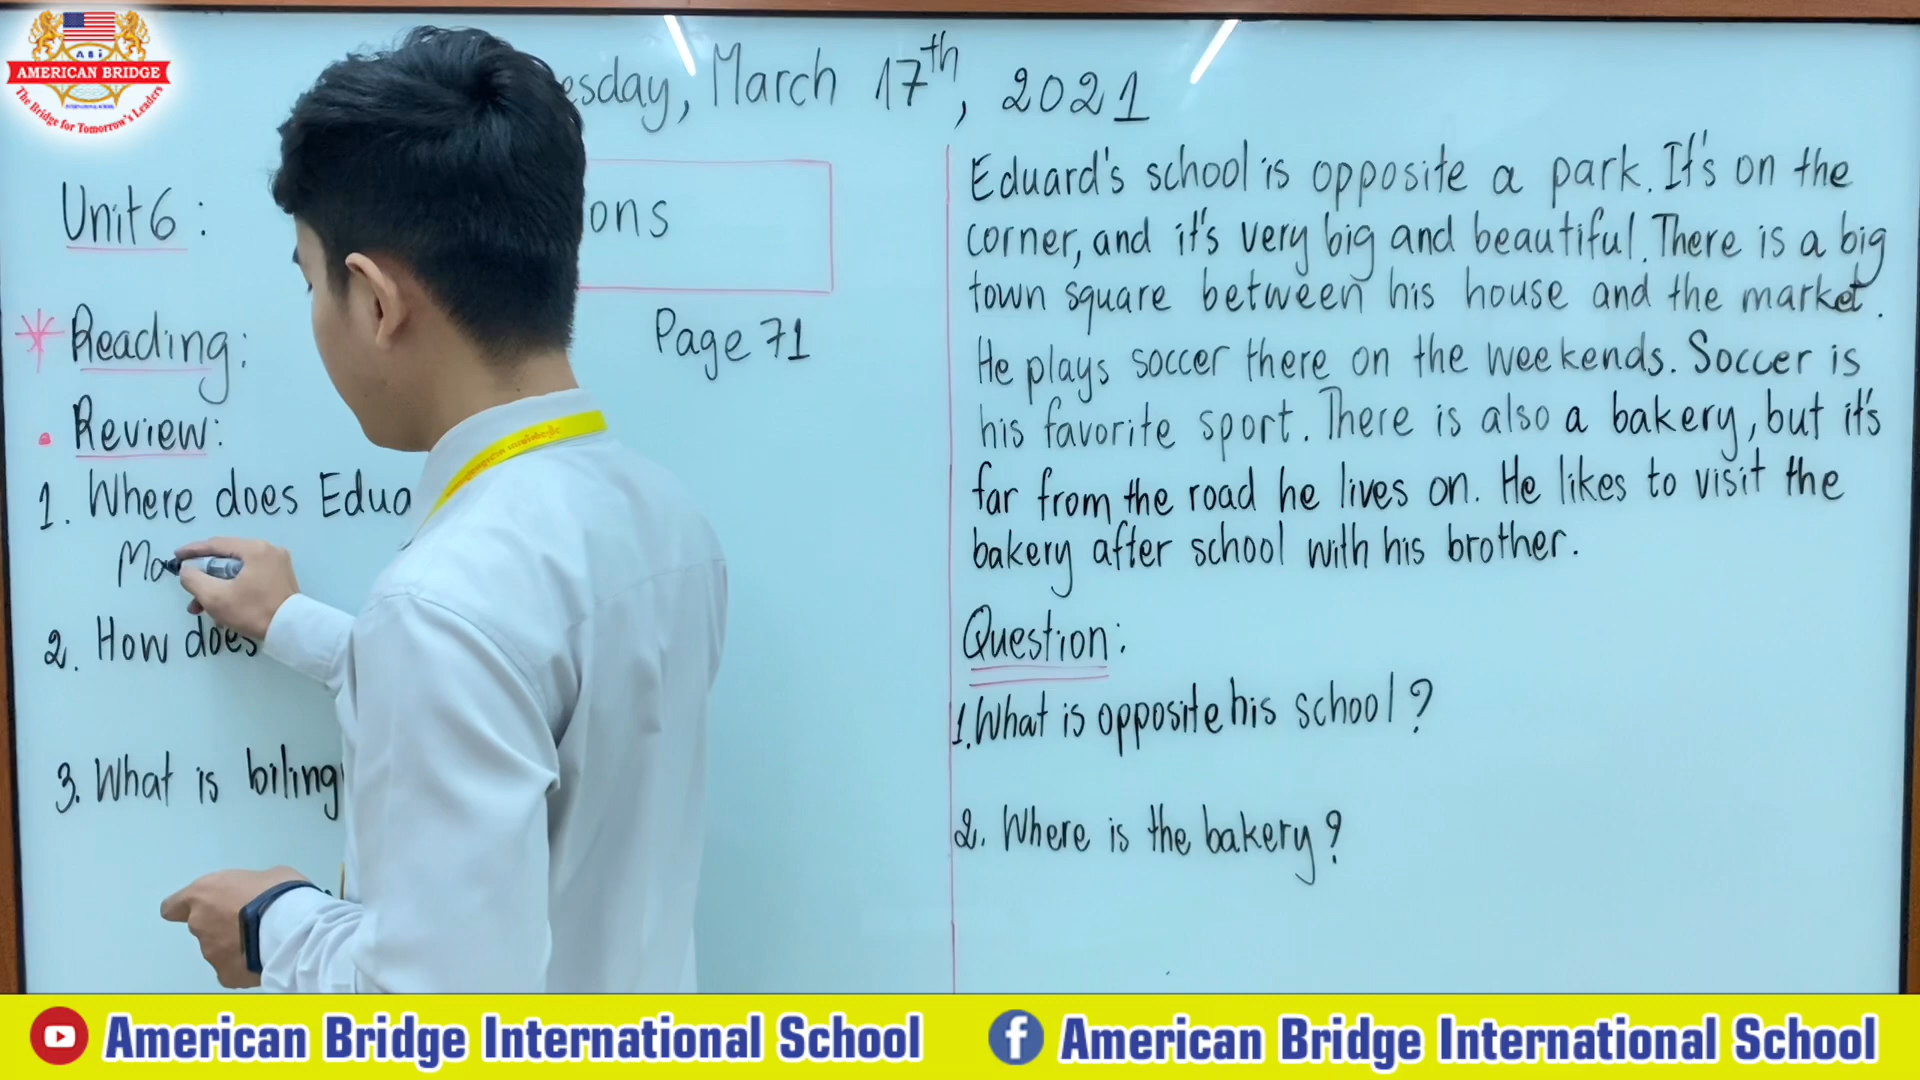 AMERICAN BRIDGE
The Bridge for Tomorrow's Leaders
March 17th, 2021
Unit 6 :
* Reading:
Page 71
• Review:
1. Where does
2. How does
3. What is
Eduard's school is opposite a park. It's on the
corner, and it's very big and beautiful. There is a big
town square between his house and the market.
He plays soccer there on the weekends. Soccer is
his favorite sport. There is also a bakery, but it's
far from the road he lives on. He likes to visit the
bakery after school with his brother.
Question:
1. What is opposite his school?
2. Where is the bakery?
American Bridge International School
American Bridge International School